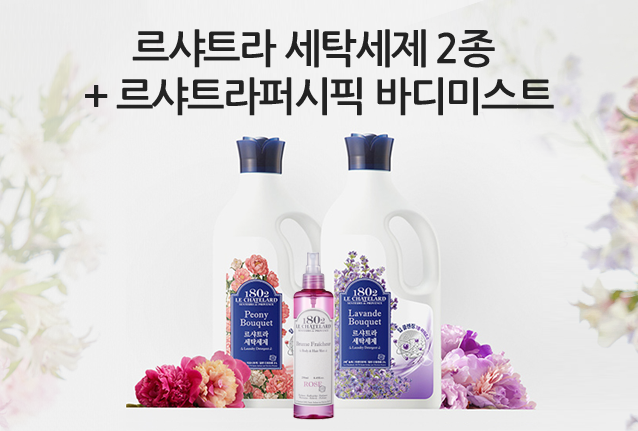 르샤트라 세탁세제 2종
+ 르샤트라퍼시픽 바디미스트
1802
LE CHATELARD
Peony
Bouquet
르샤트라
세탁세제
1802
LE CHATELARD
ROSE
1802
LE CHATELARD
Lavande
Bouquet
르샤트라
세탁세제